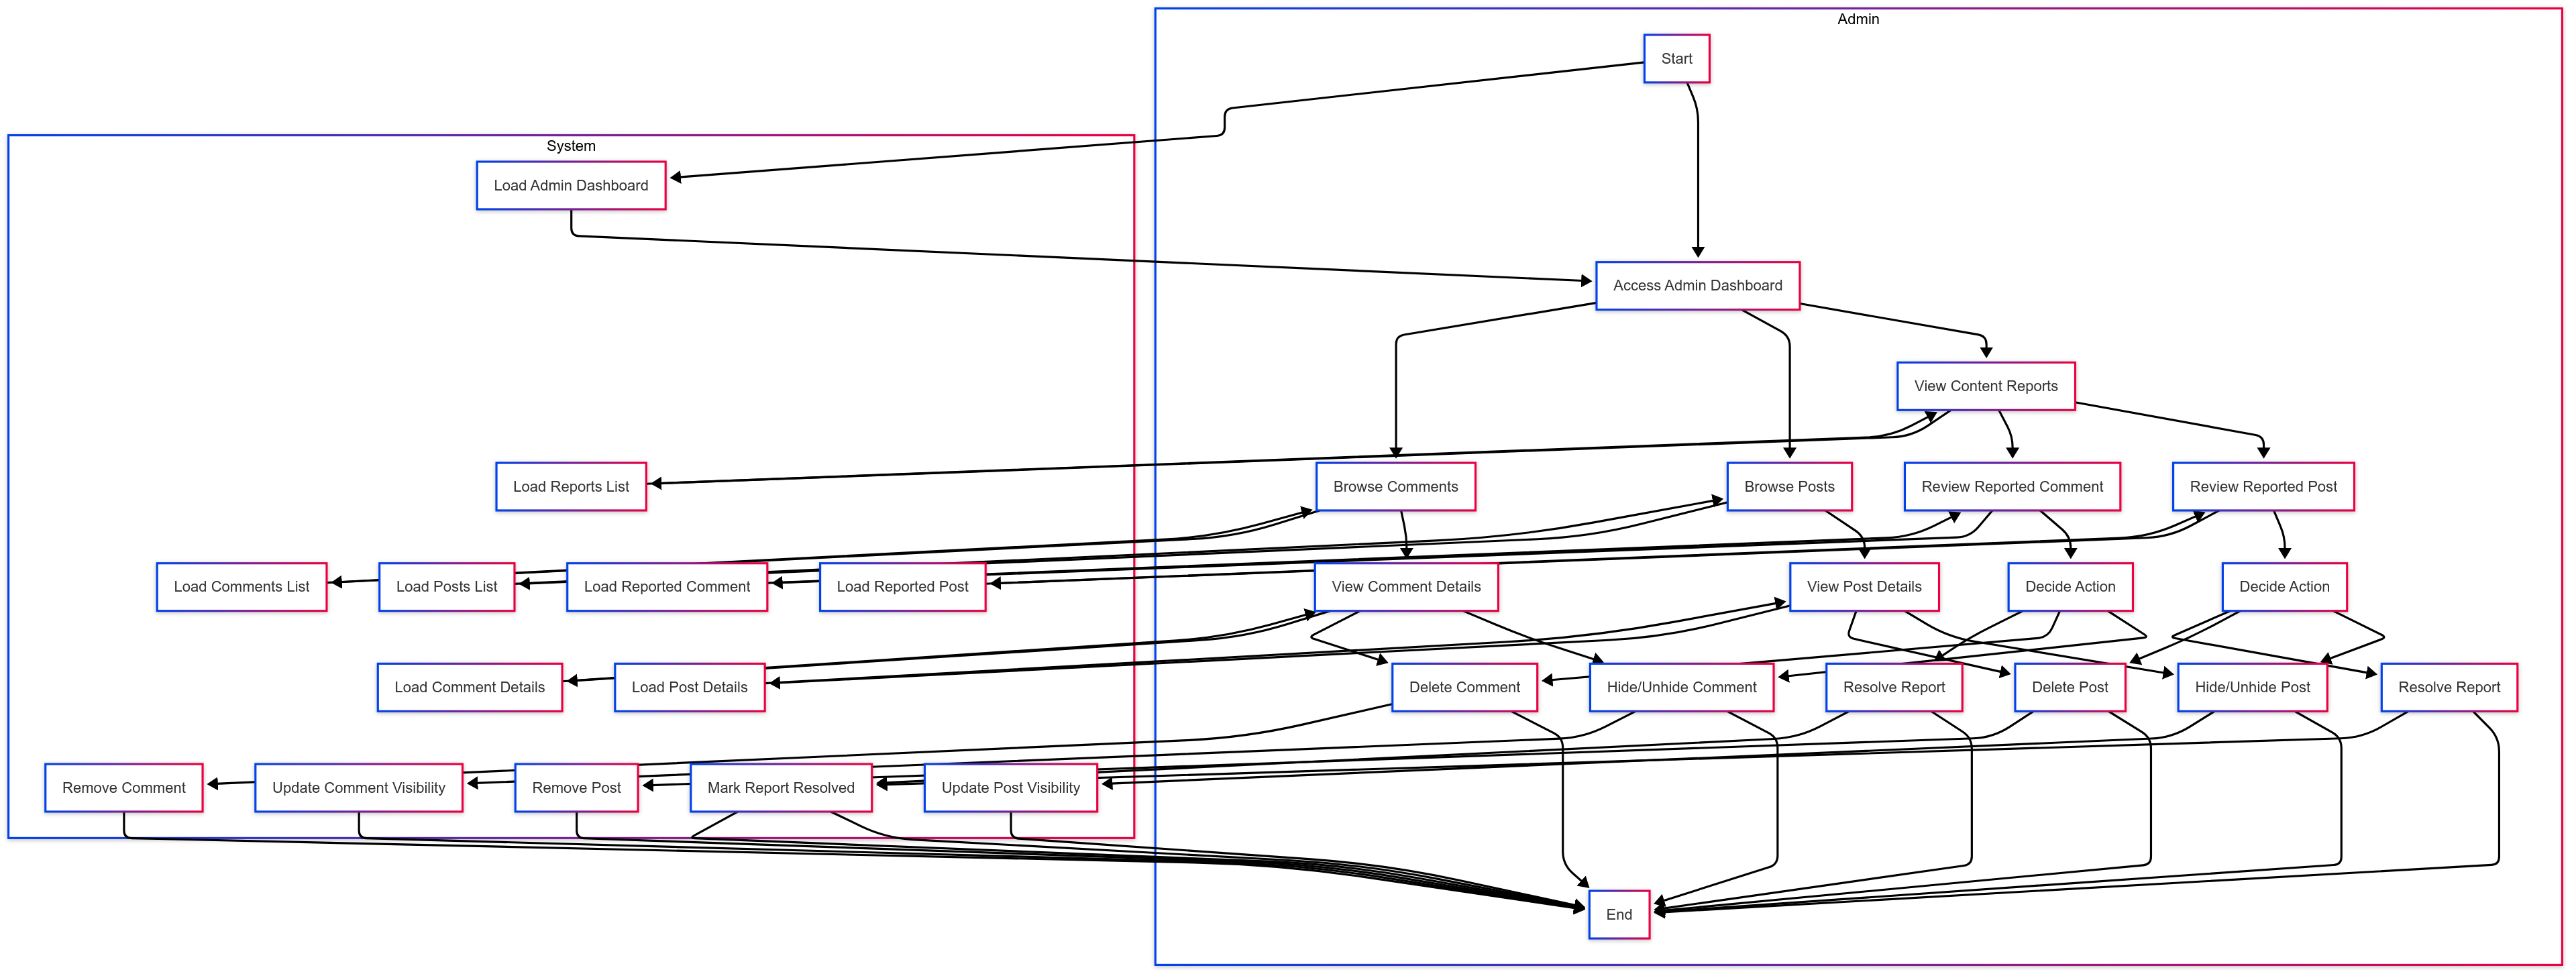 Admin
Start
System
Load Admin Dashboard
Access Admin Dashboard
View Content Reports
Load Reports List
Browse Comments
Browse Posts
Review Reported Comment
Review Reported Post
Load Comments List
Load Posts List
Load Reported Comment
Load Reported Post
View Comment Details
View Post Details
Decide Action
Decide Action
Load Comment Details
Load Post Details
Delete Comment
Hide/Unhide Comment
Resolve Report
Delete Post
Hide/Unhide Post
Resolve Report
Remove Comment
Update Comment Visibility
Remove Post
Mark Report Resolved
Update Post Visibility
End